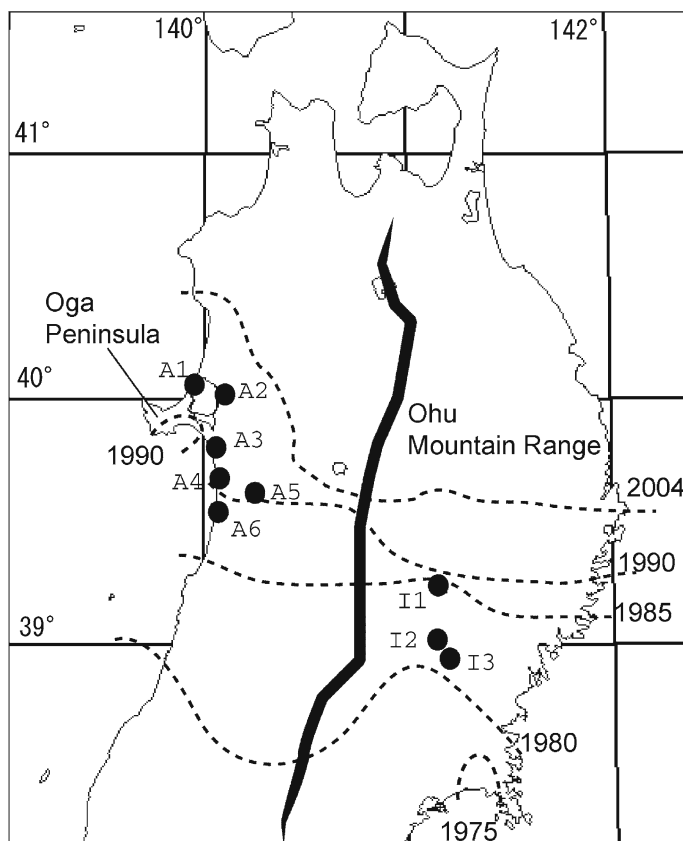 140°
142°
41°
Oga
Peninsula
A1
40°
A2
Ohu
Mountain Range
A3
1990
A4
A5
2004
A6
1990
I1
1985
39°
I2
I3
1980
1975